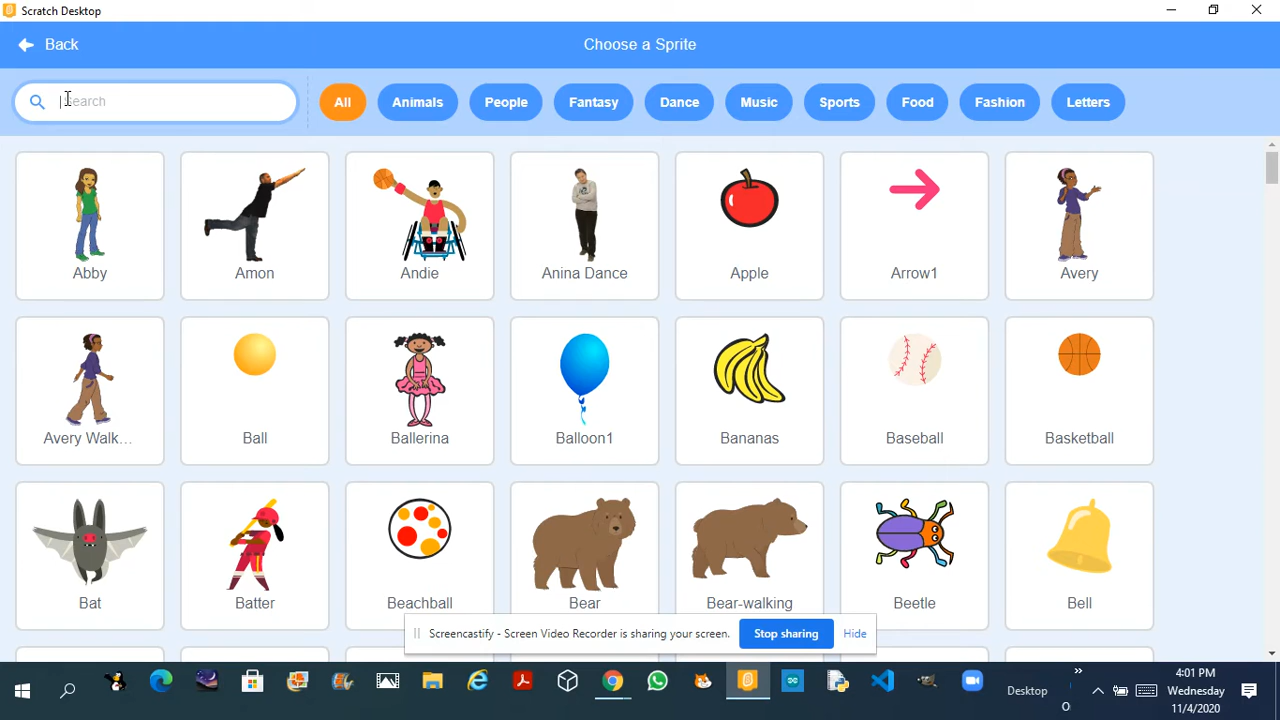 Scratch Desktop
Back
Choose a Sprite
Search
All
Animals
People
Fantasy
Dance
Music
Sports
Food
Fashion
Letters
Abby
Amon
Andie
Anina Dance
Apple
Arrow1
Avery
Avery Walk...
Ball
Ballerina
Balloon1
Bananas
Baseball
Basketball
Bat
Batter
Beachball
Bear
Bear-walking
Beetle
Bell
Screencastify - Screen Video Recorder is sharing your screen.
Stop sharing
Hide
4:01 PM
Desktop
Wednesday
11/4/2020